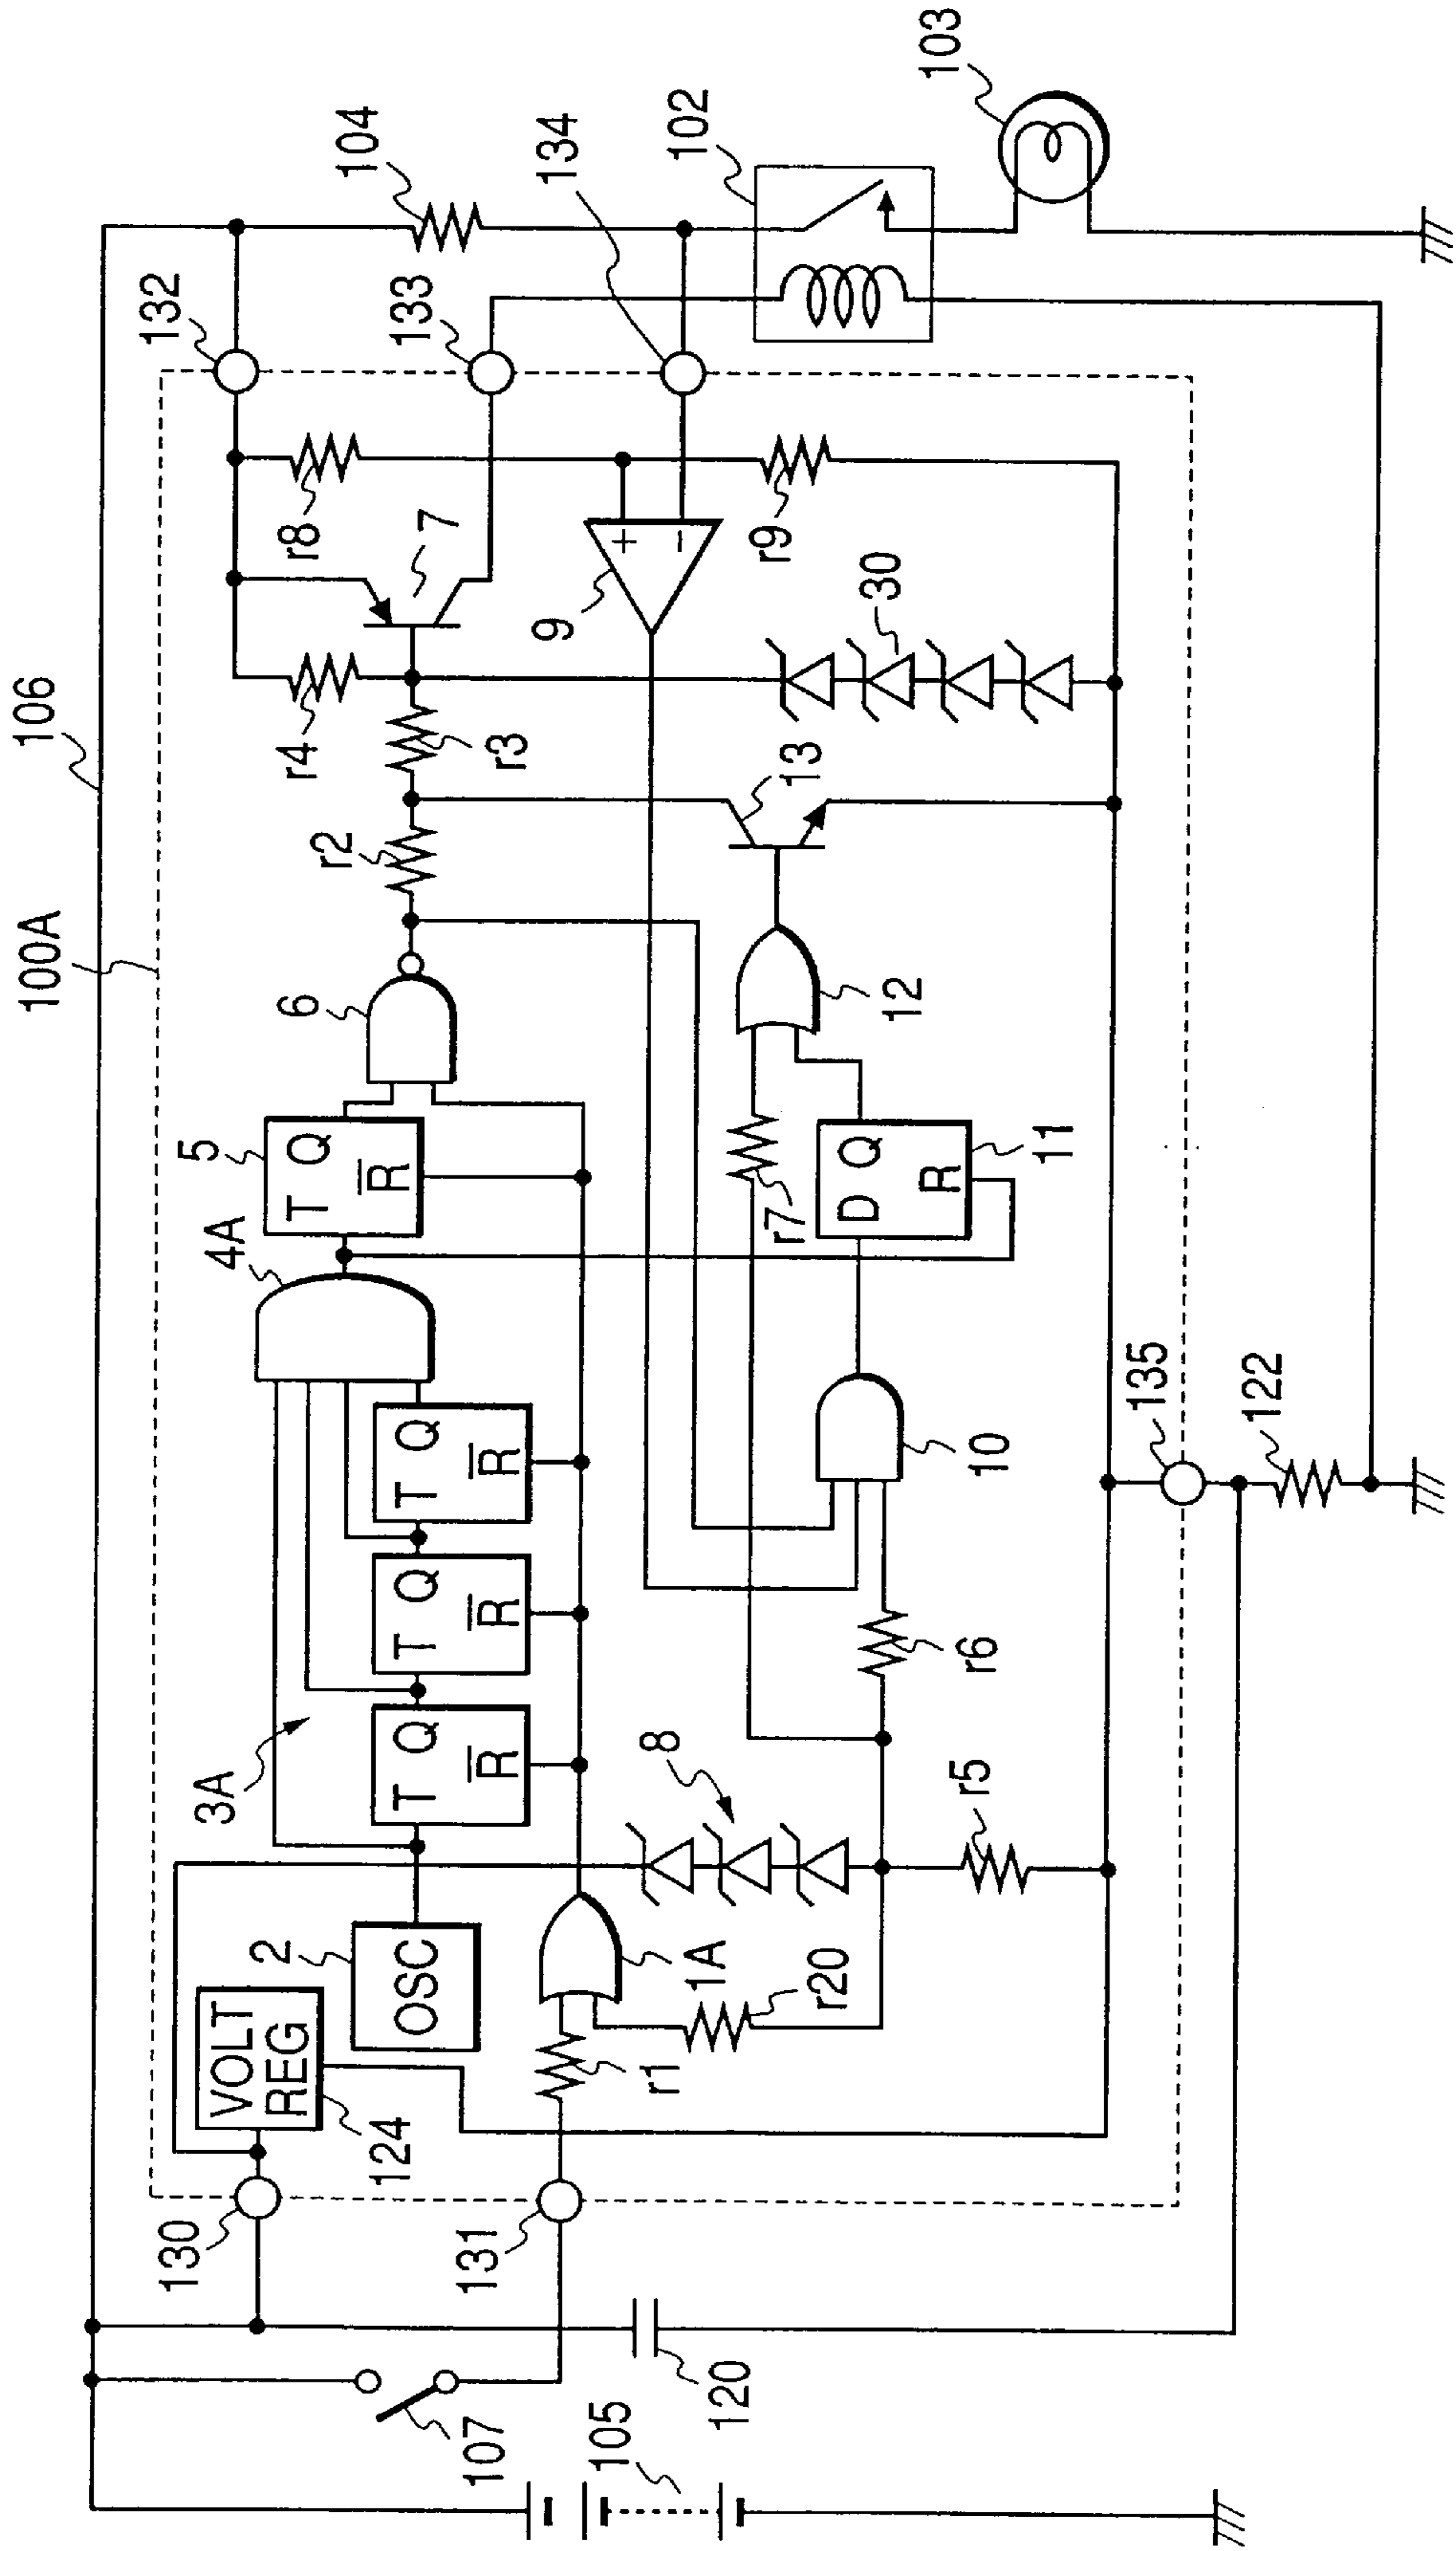 100A
106
132
104
133
134
102
103
r8
7
r4
r3
r2
9
r9
30
13
6
12
5
T Q
R̅
4A
r7
D Q
R
11
T Q
R̅
T Q
R̅
T Q
R̅
3A
10
r6
135
122
8
r5
2
OSC
1A
r20
VOLT
REG
124
r1
130
131
107
120
105
+
−